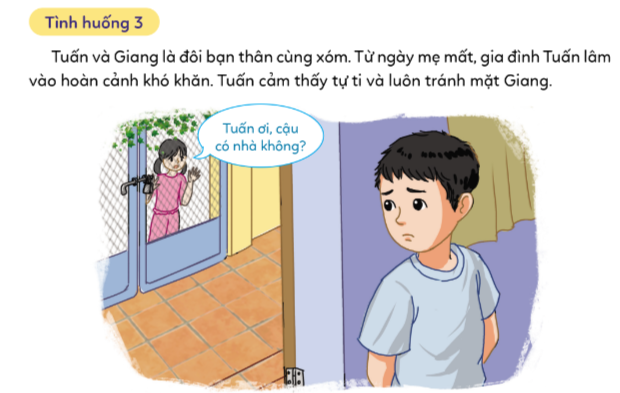 Tình huống 3
Tuấn và Giang là đôi bạn thân cùng xóm. Từ ngày mẹ mất, gia đình Tuấn lâm
vào hoàn cảnh khó khăn. Tuấn cảm thấy tự ti và luôn tránh mặt Giang.
Tuấn ơi, cậu
có nhà không?